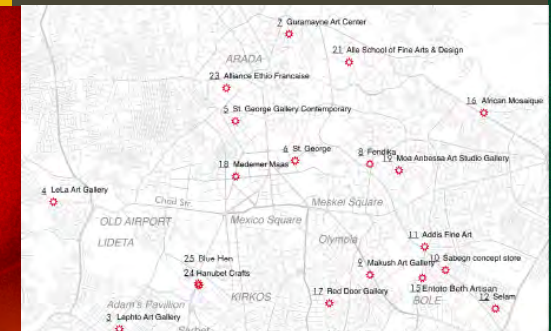 2 Guramayne Art Center
ARADA
21 Alle School of Fine Arts & Design
23 Alliance Ethio Francaise
16 African Mosaique
5 St. George Gallery Contemporary
6 St. George
8 Fendika
19 Moa Anbessa Art Studio Gallery
18 Medemer Maas
4 LeLa Art Gallery
Chad Str.
Meskel Square
OLD AIRPORT
Mexico Square
LIDETA
Olympia
11 Addis Fine Art
25 Blue Hen
10 Sabegn concept store
9 Makush Art Gallery
24 Hanubet Crafts
15 Entoto Beth Artisan
KIRKOS
17 Red Door Gallery
BOLE
12 Selam
Adam's Pavilion
3 Laphto Art Gallery